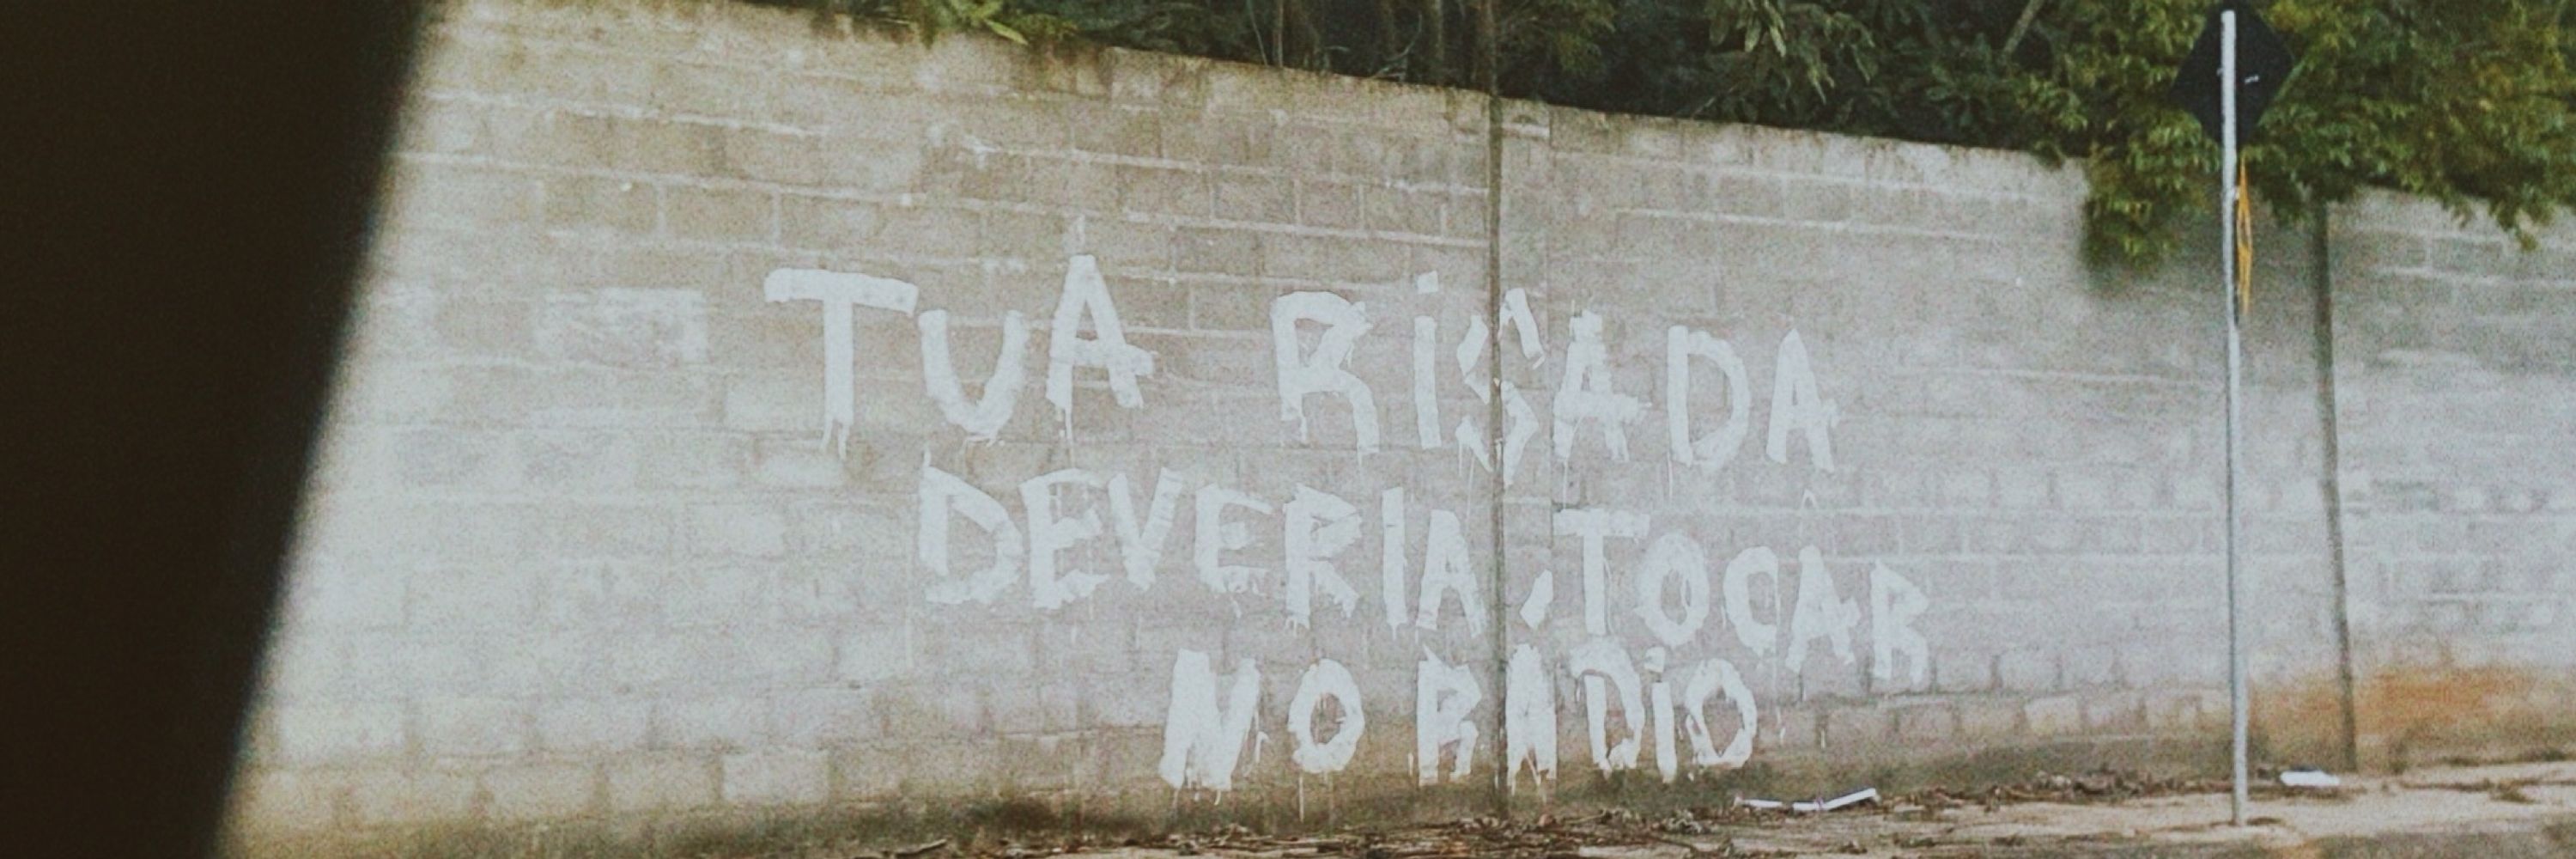 TUA RiSADA
DEVERIA, TOCAR
NO RADiO